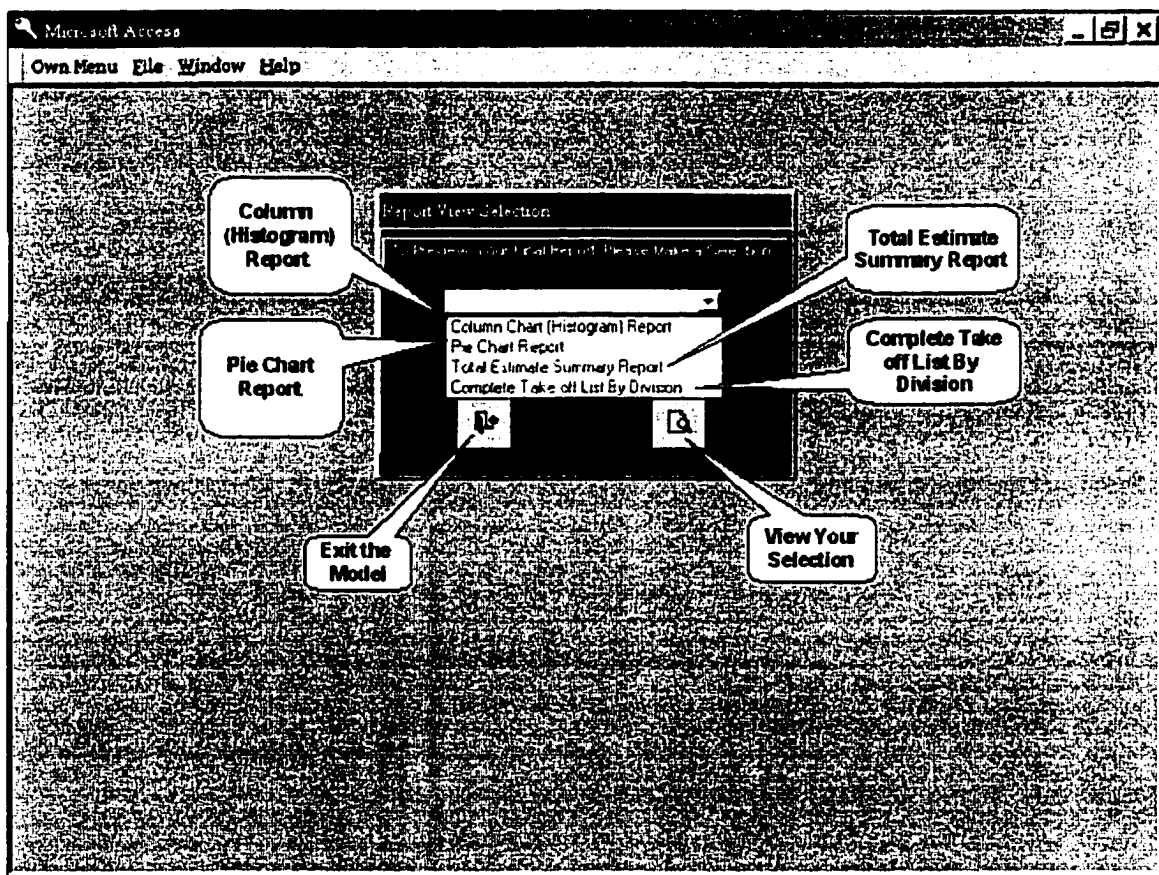 Microsoft Access
Own Menu File Window Help
Column
(Histogram)
Report
Report View Selection
Total Estimate
Summary Report
Column Chart (Histogram) Report
Pie Chart Report
Total Estimate Summary Report
Complete Take off List By Division
Pie Chart
Report
Complete Take
off List By
Division
Exit the
Model
View Your
Selection